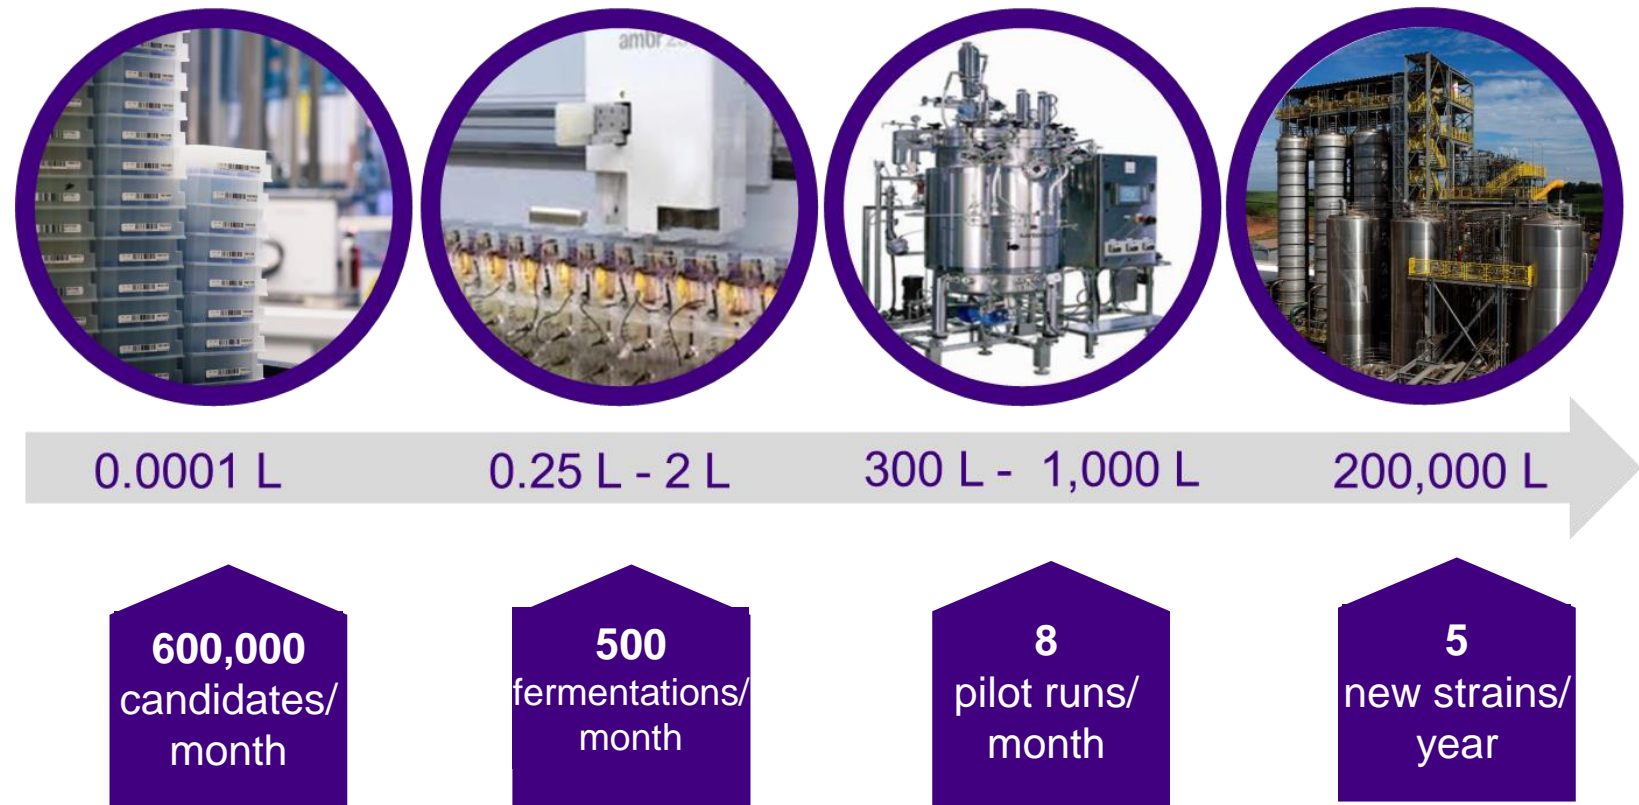 ambr
0.0001 L
0.25 L - 2 L
300 L - 1,000 L
200,000 L
600,000
candidates/
month
500
fermentations/
month
8
pilot runs/
month
5
new strains/
year